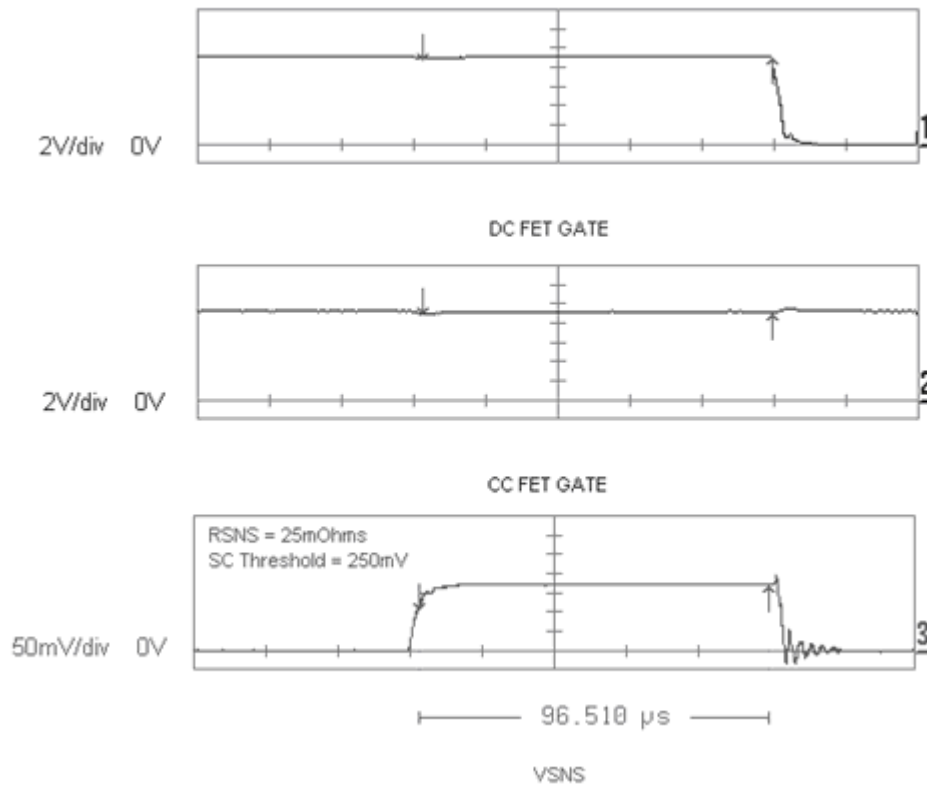 2V/div 0V
1
DC FET GATE
2V/div 0V
2
CC FET GATE
RSNS = 25mOhms
SC Threshold = 250mV
50mV/div 0V
3
96.510 µs
VSNS